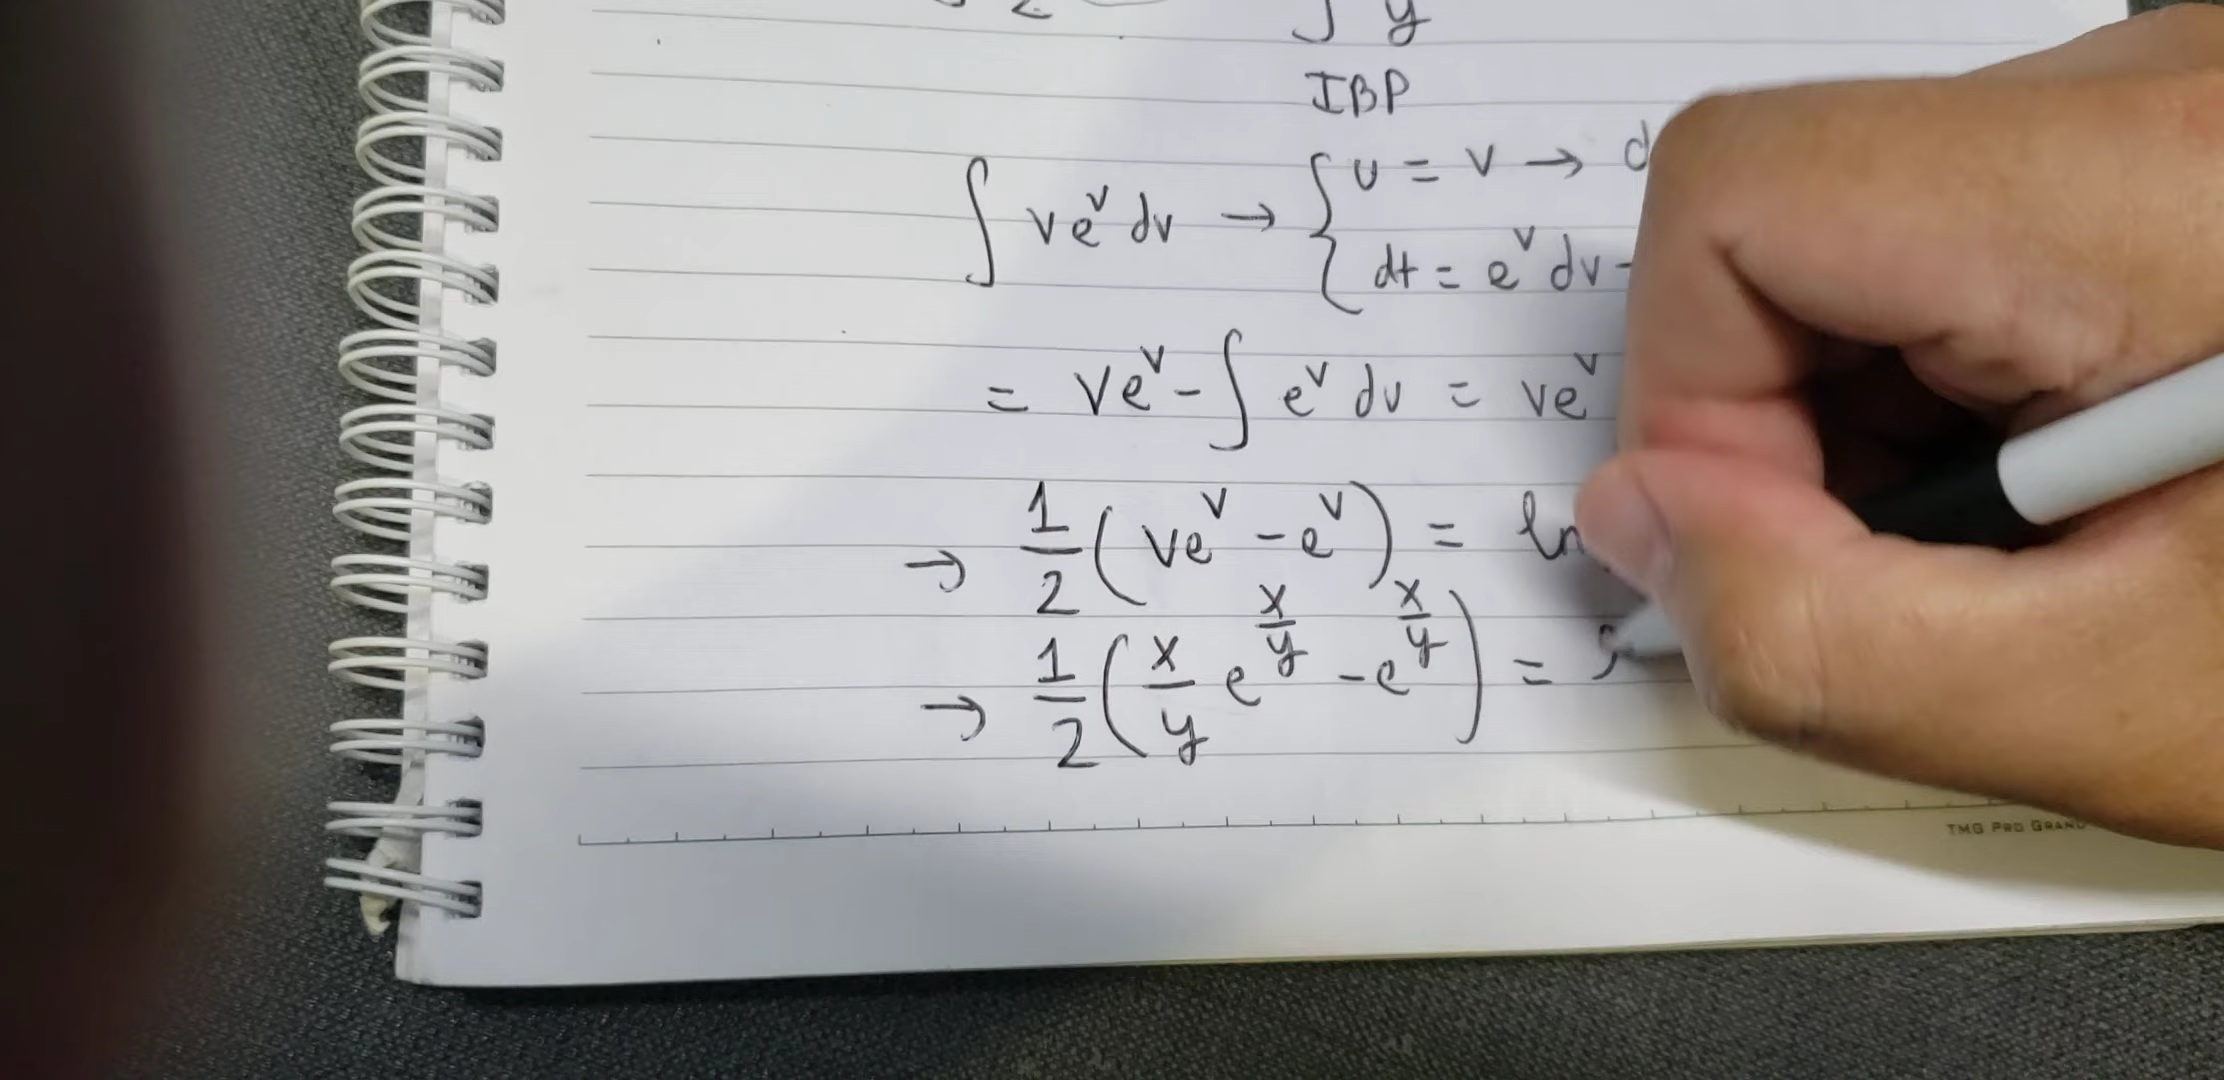 ∫ y
IBP
∫ ve^v dv → { u = v → d
dt = e^v dv -
= ve^v - ∫ e^v dv = ve^v
→ 1/2 ( ve^v - e^v ) = ln
→ 1/2 ( x/y e^(x/y) - e^(x/y) ) =
TMG PRO GRAND